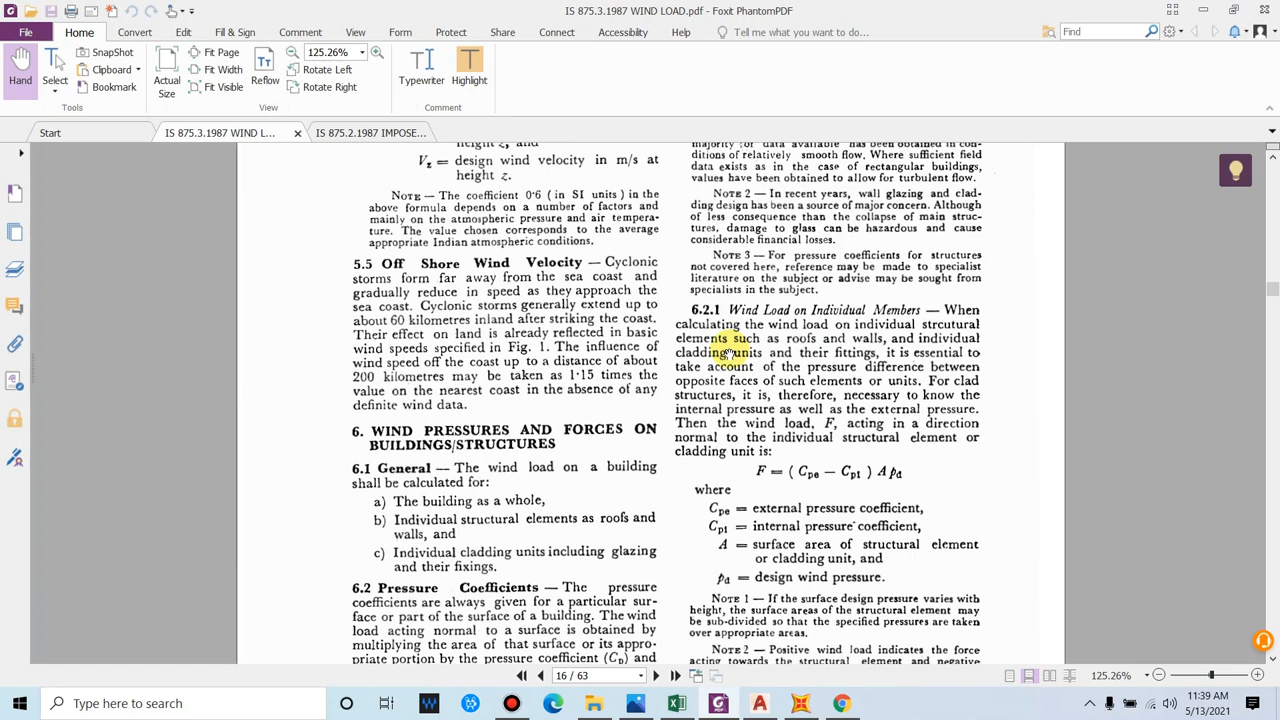 IS 875.3.1987 WIND LOAD.pdf - Foxit PhantomPDF
File
Home
Convert
Edit
Fill & Sign
Comment
View
Form
Protect
Share
Connect
Accessibility
Help
Tell me what you want to do...
Find
Hand
Select
SnapShot
Clipboard
Bookmark
Tools
Actual
Size
Fit Page
Fit Width
Fit Visible
Reflow
125.26%
Rotate Left
Rotate Right
View
Typewriter
Highlight
Comment
Start
IS 875.3.1987 WIND L...
IS 875.2.1987 IMPOSE...
height z, and
Vz = design wind velocity in m/s at
height z.
NOTE — The coefficient 0·6 ( in SI units ) in the
above formula depends on a number of factors and
mainly on the atmospheric pressure and air tempera-
ture. The value chosen corresponds to the average
appropriate Indian atmospheric conditions.
5.5 Off Shore Wind Velocity — Cyclonic
storms form far away from the sea coast and
gradually reduce in speed as they approach the
sea coast. Cyclonic storms generally extend up to
about 60 kilometres inland after striking the coast.
Their effect on land is already reflected in basic
wind speeds specified in Fig. 1. The influence of
wind speed off the coast up to a distance of about
200 kilometres may be taken as 1·15 times the
value on the nearest coast in the absence of any
definite wind data.
6. WIND PRESSURES AND FORCES ON
BUILDINGS/STRUCTURES
6.1 General — The wind load on a building
shall be calculated for:
a) The building as a whole,
b) Individual structural elements as roofs and
walls, and
c) Individual cladding units including glazing
and their fixings.
6.2 Pressure Coefficients — The pressure
coefficients are always given for a particular sur-
face or part of the surface of a building. The wind
load acting normal to a surface is obtained by
multiplying the area of that surface or its appro-
priate portion by the pressure coefficient (Cp) and
majority of data available has been obtained in con-
ditions of relatively smooth flow. Where sufficient field
data exists as in the case of rectangular buildings,
values have been obtained to allow for turbulent flow.
NOTE 2 — In recent years, wall glazing and clad-
ding design has been a source of major concern. Although
of less consequence than the collapse of main struc-
tures, damage to glass can be hazardous and cause
considerable financial losses.
NOTE 3 — For pressure coefficients for structures
not covered here, reference may be made to specialist
literature on the subject or advise may be sought from
specialists in the subject.
6.2.1 Wind Load on Individual Members — When
calculating the wind load on individual strcutural
elements such as roofs and walls, and individual
cladding units and their fittings, it is essential to
take account of the pressure difference between
opposite faces of such elements or units. For clad
structures, it is, therefore, necessary to know the
internal pressure as well as the external pressure.
Then the wind load, F, acting in a direction
normal to the individual structural element or
cladding unit is:
F = ( Cpe — Cpi ) A pd
where
Cpe = external pressure coefficient,
Cpi = internal pressure coefficient,
A = surface area of structural element
or cladding unit, and
pd = design wind pressure.
NOTE 1 — If the surface design pressure varies with
height, the surface areas of the structural element may
be sub-divided so that the specified pressures are taken
over appropriate areas.
NOTE 2 — Positive wind load indicates the force
acting towards the structural element and negative
16 / 63
125.26%
Type here to search
11:39 AM
5/13/2021